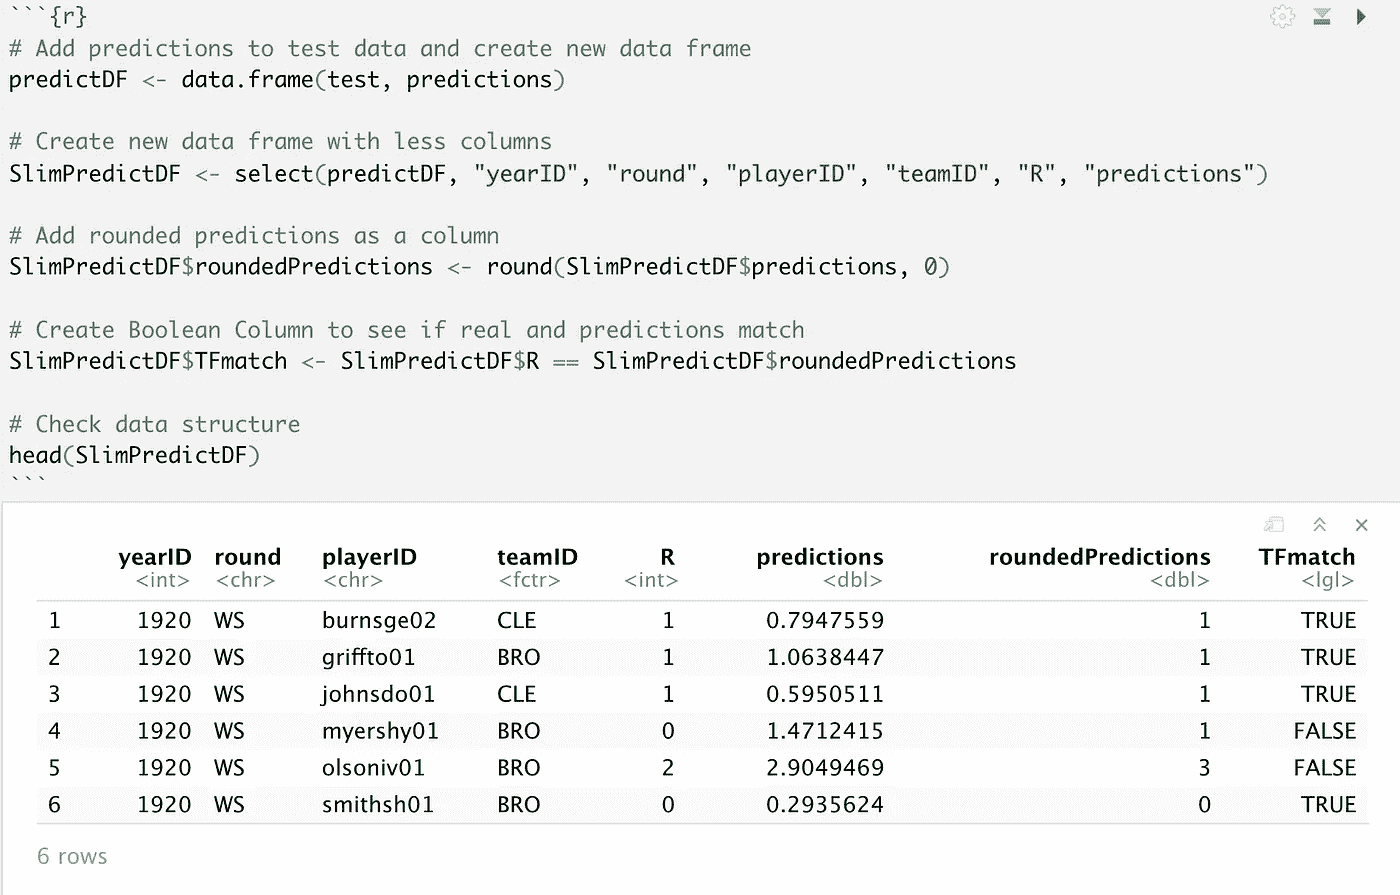 ```{r}
# Add predictions to test data and create new data frame
predictDF <- data.frame(test, predictions)
# Create new data frame with less columns
SlimPredictDF <- select(predictDF, "yearID", "round", "playerID", "teamID", "R", "predictions")
# Add rounded predictions as a column
SlimPredictDF$roundedPredictions <- round(SlimPredictDF$predictions, 0)
# Create Boolean Column to see if real and predictions match
SlimPredictDF$TFmatch <- SlimPredictDF$R == SlimPredictDF$roundedPredictions
# Check data structure
head(SlimPredictDF)
```
yearID round playerID teamID R predictions roundedPredictions TFmatch
<int> <chr> <chr> <fctr> <int> <dbl> <dbl> <lgl>
1 1920 WS burnsge02 CLE 1 0.7947559 1 TRUE
2 1920 WS griffto01 BRO 1 1.0638447 1 TRUE
3 1920 WS johnsdo01 CLE 1 0.5950511 1 TRUE
4 1920 WS myershy01 BRO 0 1.4712415 1 FALSE
5 1920 WS olsoniv01 BRO 2 2.9049469 3 FALSE
6 1920 WS smithsh01 BRO 0 0.2935624 0 TRUE
6 rows